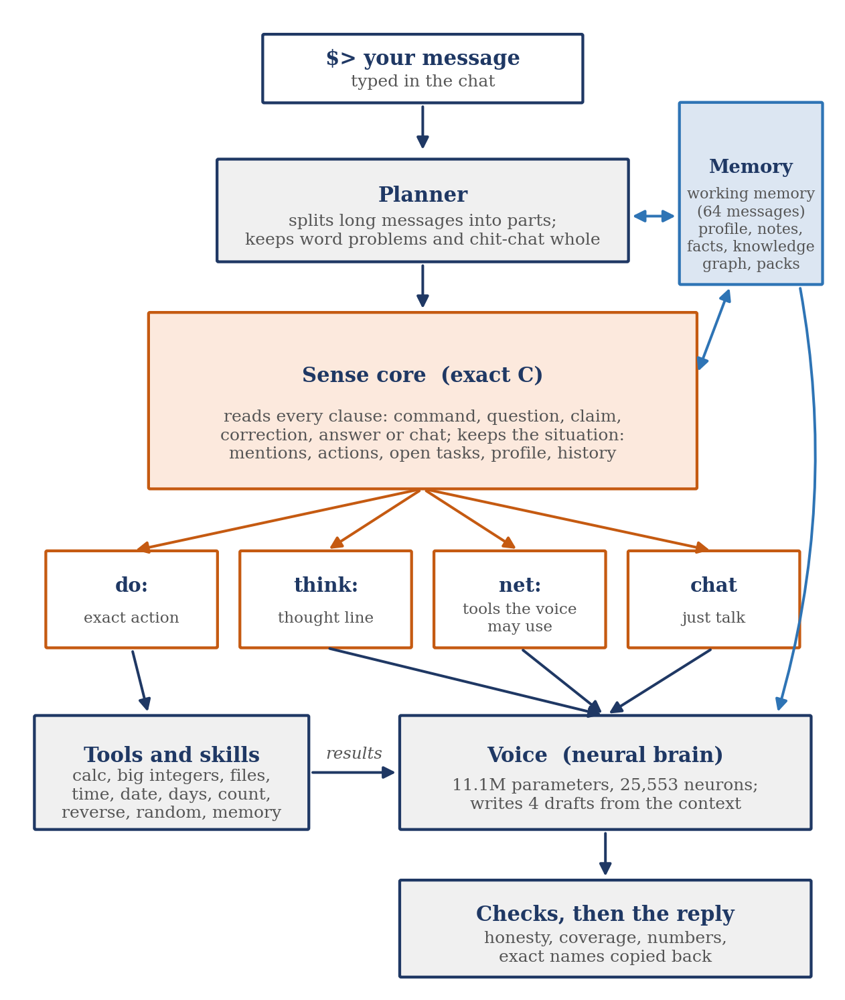 $> your message
typed in the chat
Memory
working memory
(64 messages)
profile, notes,
facts, knowledge
graph, packs
Planner
splits long messages into parts;
keeps word problems and chit-chat whole
Sense core  (exact C)
reads every clause: command, question, claim,
correction, answer or chat; keeps the situation:
mentions, actions, open tasks, profile, history
do:
exact action
think:
thought line
net:
tools the voice
may use
chat
just talk
Tools and skills
calc, big integers, files,
time, date, days, count,
reverse, random, memory
results
Voice  (neural brain)
11.1M parameters, 25,553 neurons;
writes 4 drafts from the context
Checks, then the reply
honesty, coverage, numbers,
exact names copied back